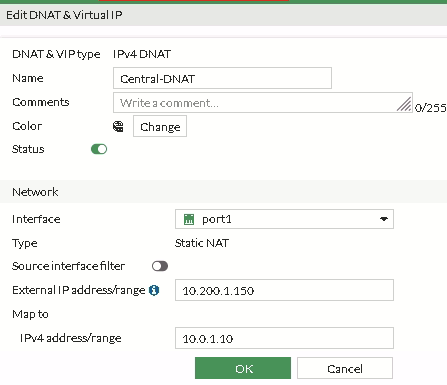 Edit DNAT & Virtual IP
DNAT & VIP type IPv4 DNAT
Name Central-DNAT
Comments Write a comment... 0/255
Color Change
Status
Network
Interface port1
Type Static NAT
Source interface filter
External IP address/range 10.200.1.150
Map to
IPv4 address/range 10.0.1.10
OK Cancel